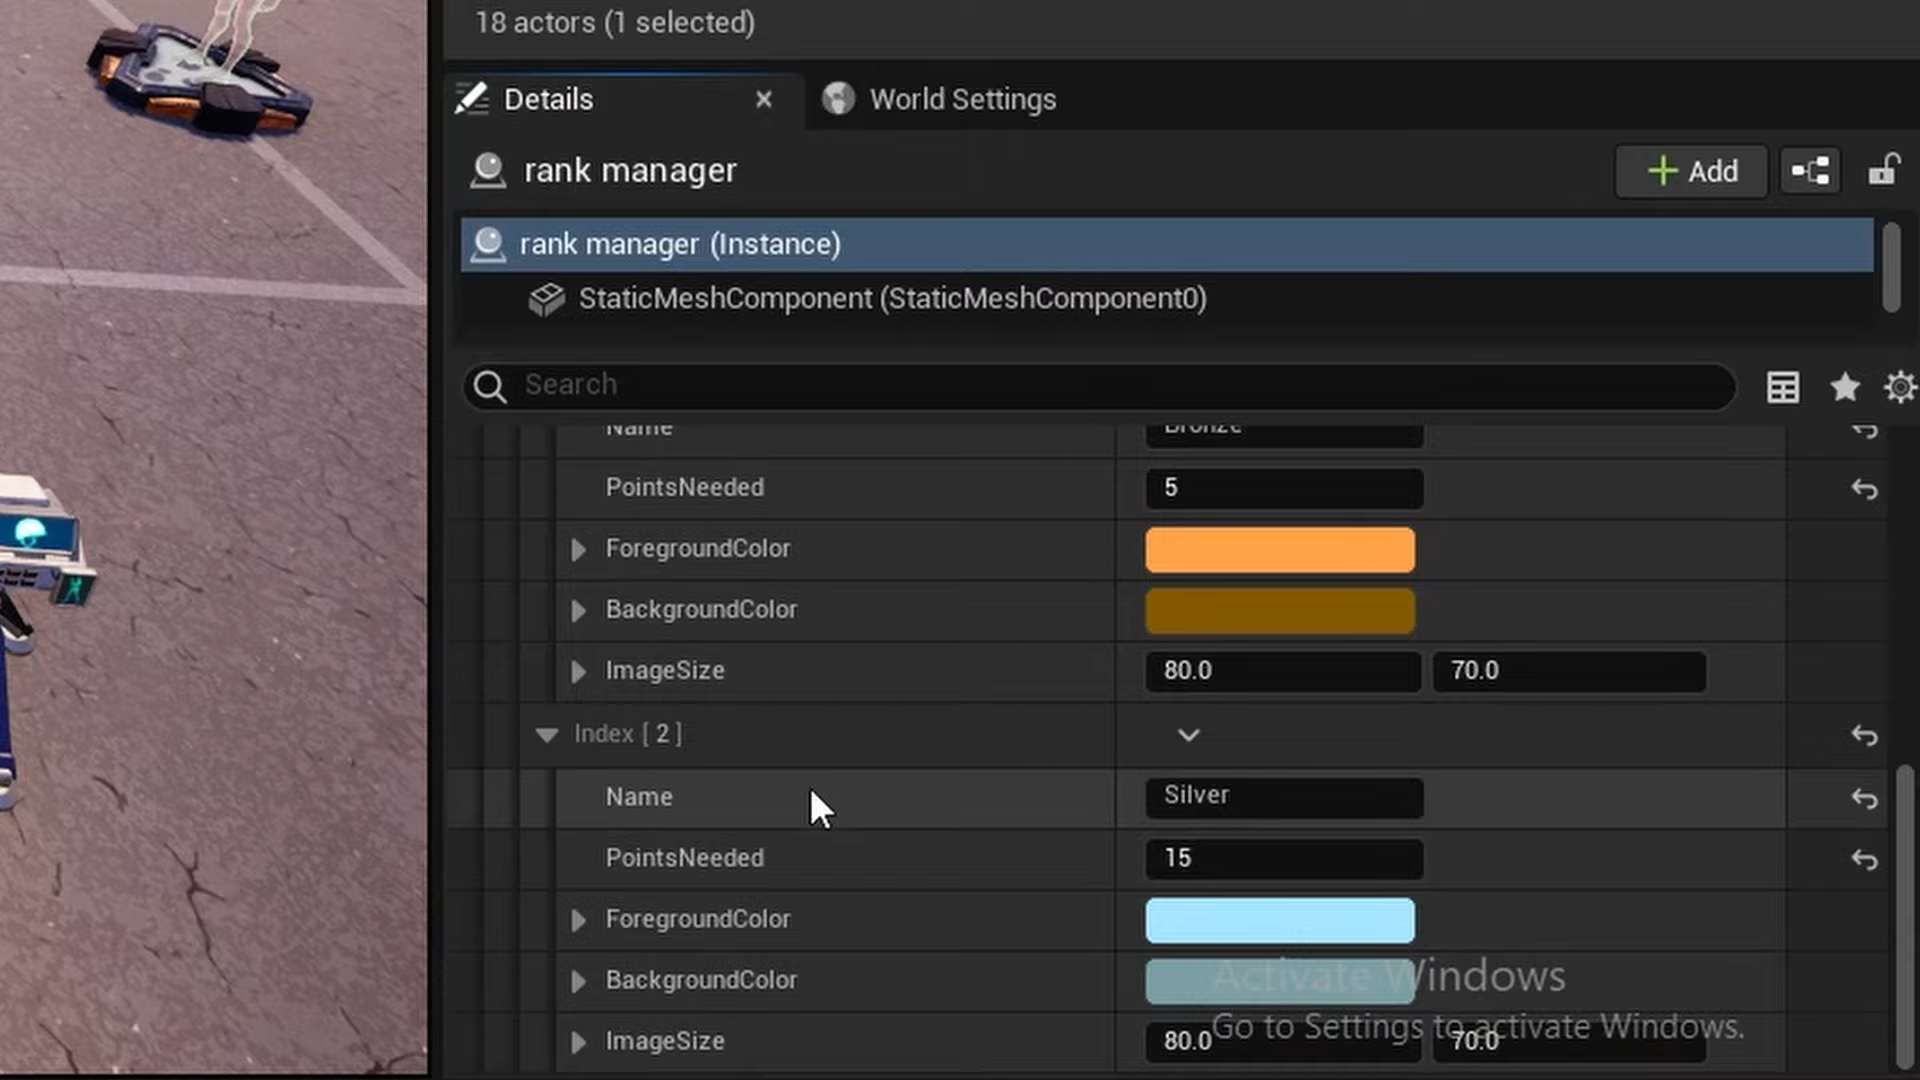 18 actors (1 selected)
Details
World Settings
rank manager
Add
rank manager (Instance)
StaticMeshComponent (StaticMeshComponent0)
Search
Name Bronze
PointsNeeded 5
ForegroundColor
BackgroundColor
ImageSize 80.0 70.0
Index [ 2 ]
Name Silver
PointsNeeded 15
ForegroundColor
BackgroundColor
Activate Windows
Go to Settings to activate Windows.
ImageSize 80.0 70.0